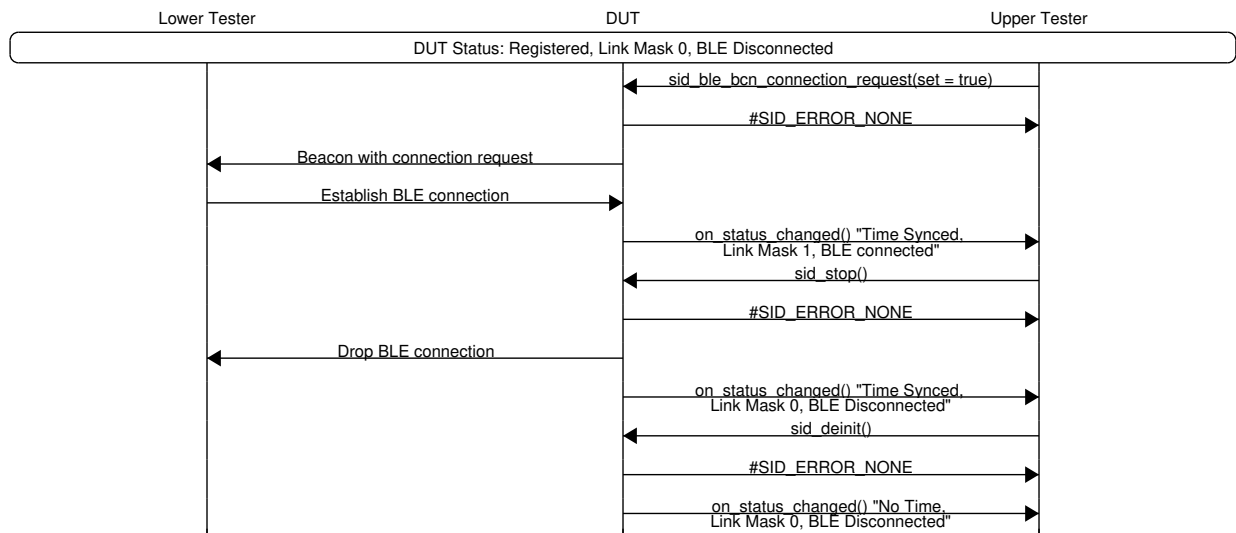 Lower Tester DUT Upper Tester
DUT Status: Registered, Link Mask 0, BLE Disconnected
sid_ble_bcn_connection_request(set = true)
#SID_ERROR_NONE
Beacon with connection request
Establish BLE connection
on_status_changed() "Time Synced,
Link Mask 1, BLE connected"
sid_stop()
#SID_ERROR_NONE
Drop BLE connection
on_status_changed() "Time Synced,
Link Mask 0, BLE Disconnected"
sid_deinit()
#SID_ERROR_NONE
on_status_changed() "No Time,
Link Mask 0, BLE Disconnected"